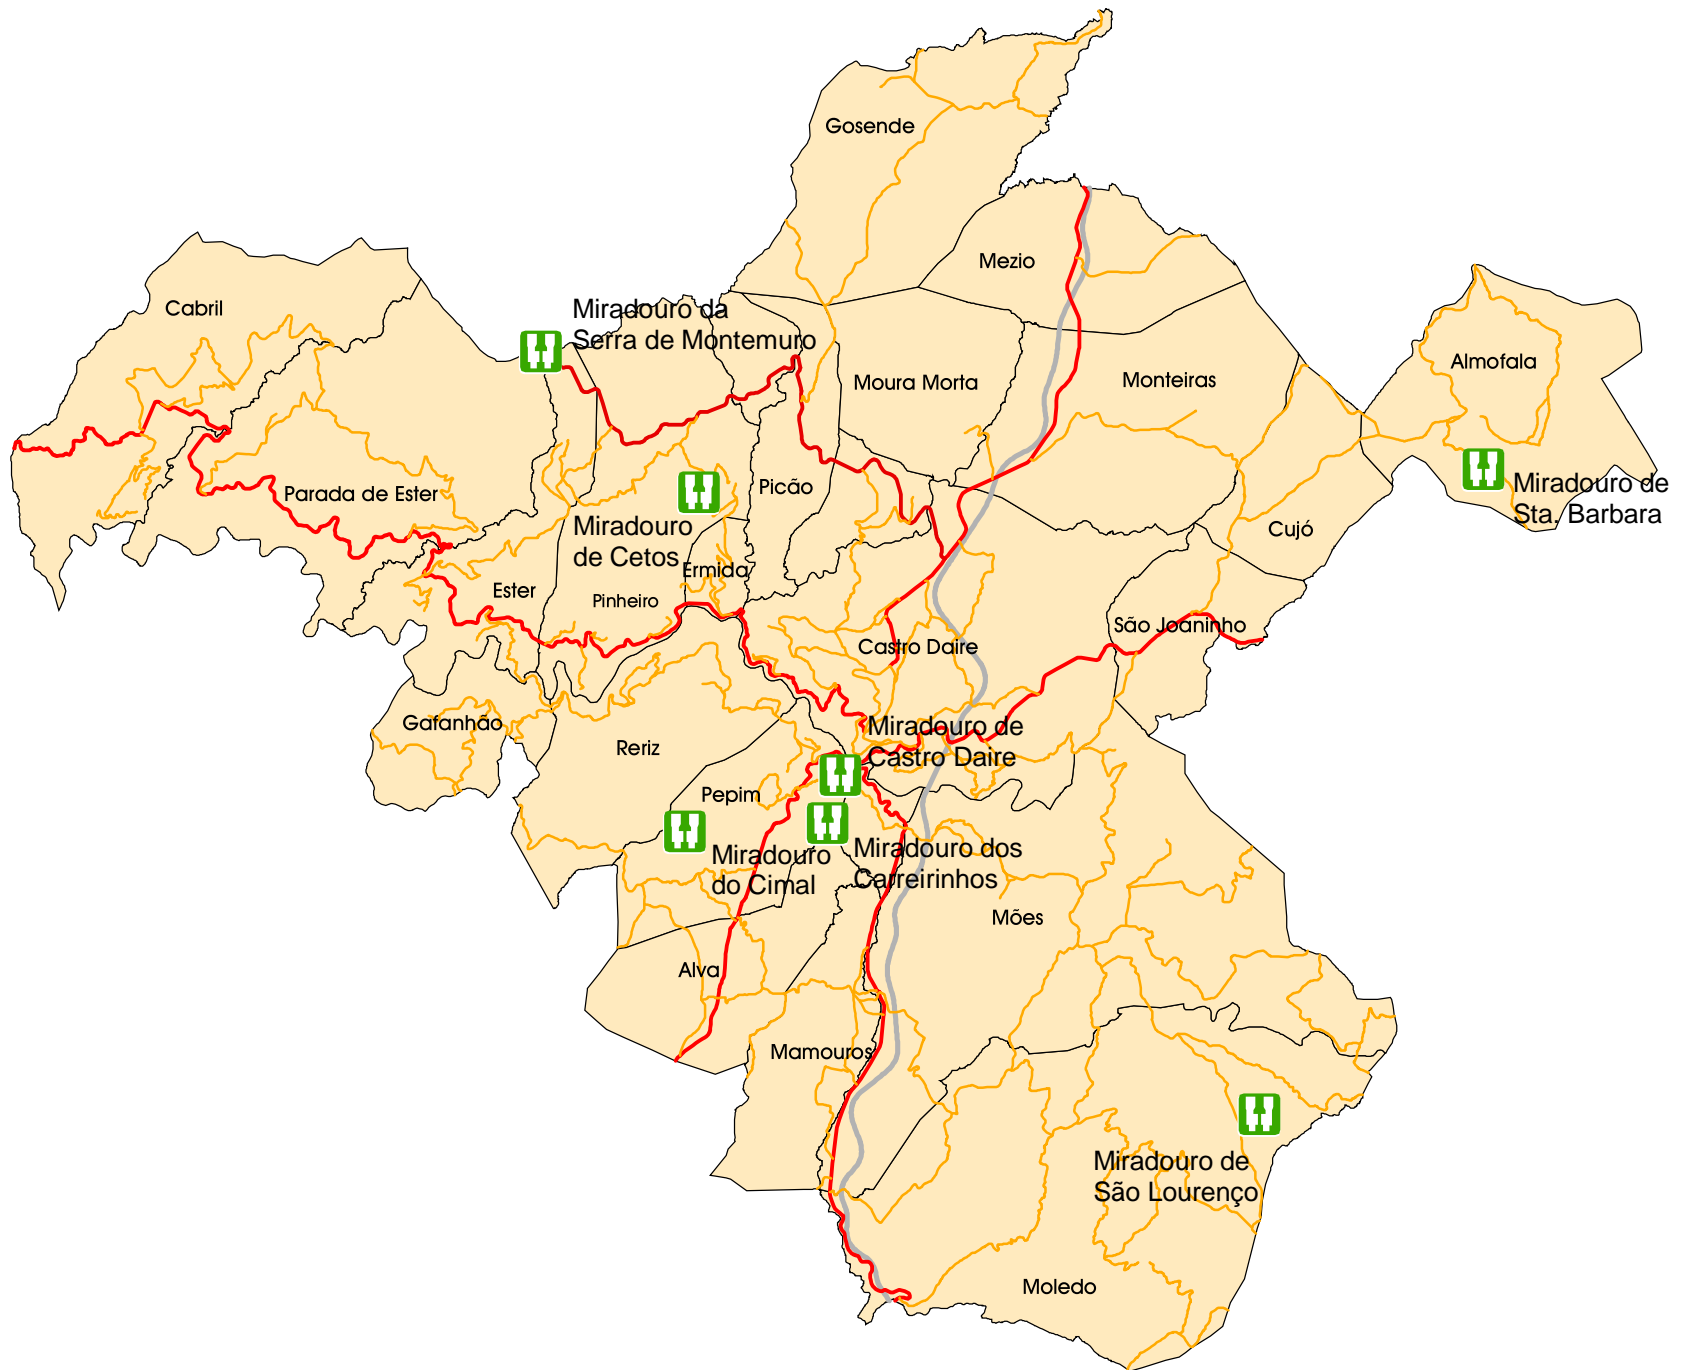 Gosende
Mezio
Cabril
Miradouro da
Serra de Montemuro
Almofala
Moura Morta
Monteiras
Miradouro de
Sta. Barbara
Parada de Ester
Picão
Miradouro
de Cetos
Cujó
Ermida
Ester
Pinheiro
São Joaninho
Castro Daire
Gafanhão
Miradouro de
Castro Daire
Reriz
Pepim
Miradouro
do Cimal
Miradouro dos
Carreirinhos
Mões
Alva
Mamouros
Miradouro de
São Lourenço
Moledo